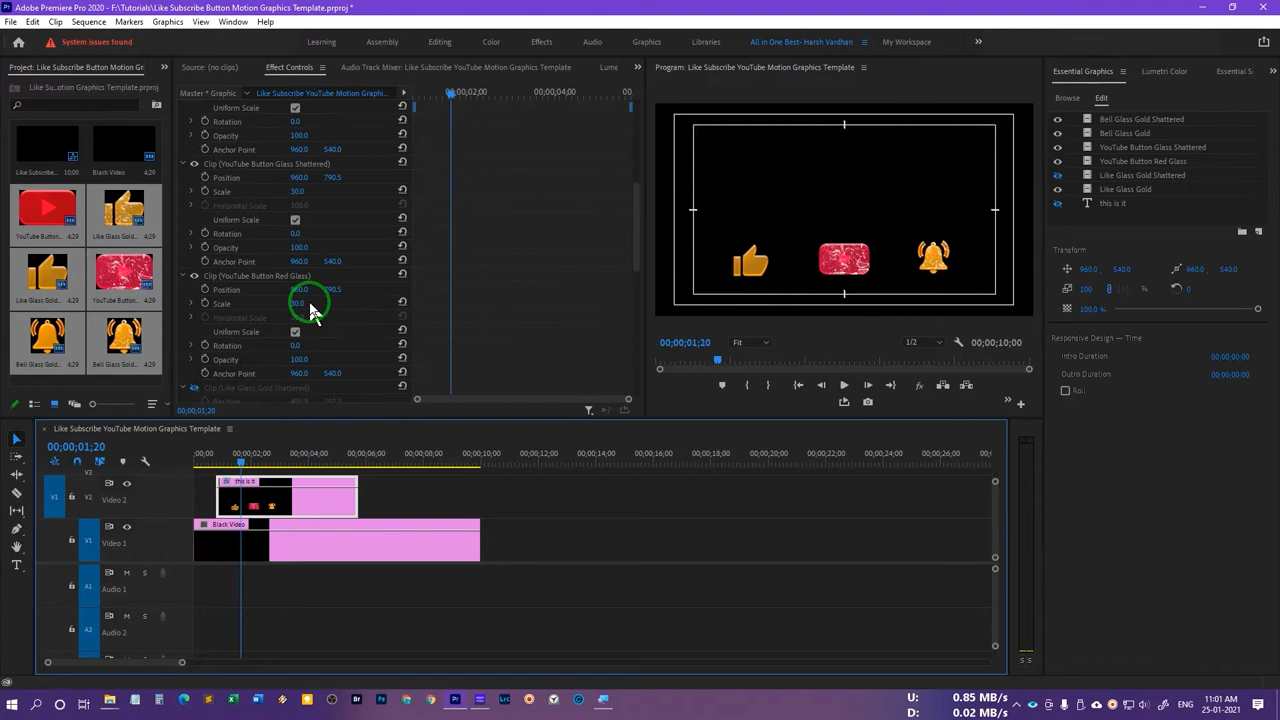 Adobe Premiere Pro 2020 - F:\Tutorials\Like Subscribe Button Motion Graphics Template.prproj *
File Edit Clip Sequence Markers Graphics View Window Help
System issues found
Learning Assembly Editing Color Effects Audio Graphics Libraries All in One Best- Harsh Vardhan My Workspace
Project: Like Subscribe Button Motion Gr
Source: (no clips) Effect Controls Audio Track Mixer: Like Subscribe YouTube Motion Graphics Template Lume
Program: Like Subscribe YouTube Motion Graphics Template
Essential Graphics Lumetri Color Essential S
Like Su...otion Graphics Template.prproj
Master * Graphic Like Subscribe YouTube Motion Graphi...
00;00;02;00 00;00;04;00 00
Browse Edit
Uniform Scale
Rotation 0.0
Opacity 100.0
Anchor Point 960.0 540.0
Clip (YouTube Button Glass Shattered)
Position 960.0 790.5
Scale 30.0
Horizontal Scale 100.0
Uniform Scale
Rotation 0.0
Opacity 100.0
Anchor Point 960.0 540.0
Clip (YouTube Button Red Glass)
Position 960.0 790.5
Scale 30.0
Horizontal Scale
Uniform Scale
Rotation 0.0
Opacity 100.0
Anchor Point 960.0 540.0
Clip (Like Glass Gold Shattered)
Position
00;00;01;20
Like Subscribe... 10;00 Black Video 4;29
YouTube Button... 4;29 Like Glass Gold... 4;29
Like Glass Gold... 4;29 YouTube Button... 4;29
Bell Glass Gold... 4;29 Bell Glass Gold... 4;29
Bell Glass Gold Shattered
Bell Glass Gold
YouTube Button Glass Shattered
YouTube Button Red Glass
Like Glass Gold Shattered
Like Glass Gold
this is it
Transform
960.0 , 540.0 960.0 , 540.0
100 % 0
100.0 %
Responsive Design — Time
Intro Duration 00;00;00;00
Outro Duration 00;00;00;00
Roll
00;00;01;20 Fit 1/2 00;00;10;00
Like Subscribe YouTube Motion Graphics Template
00;00;01;20
;00;00 00;00;02;00 00;00;04;00 00;00;06;00 00;00;08;00 00;00;10;00 00;00;12;00 00;00;14;00 00;00;16;00 00;00;18;00 00;00;20;00 00;00;22;00 00;00;24;00 00;00;26;00
V3
V1 V2 Video 2 this is it
V1 Video 1 Black Video
A1 M S Audio 1
A2 M S Audio 2
S S
U: 0.85 MB/s
D: 0.02 MB/s
ENG
11:01 AM
25-01-2021